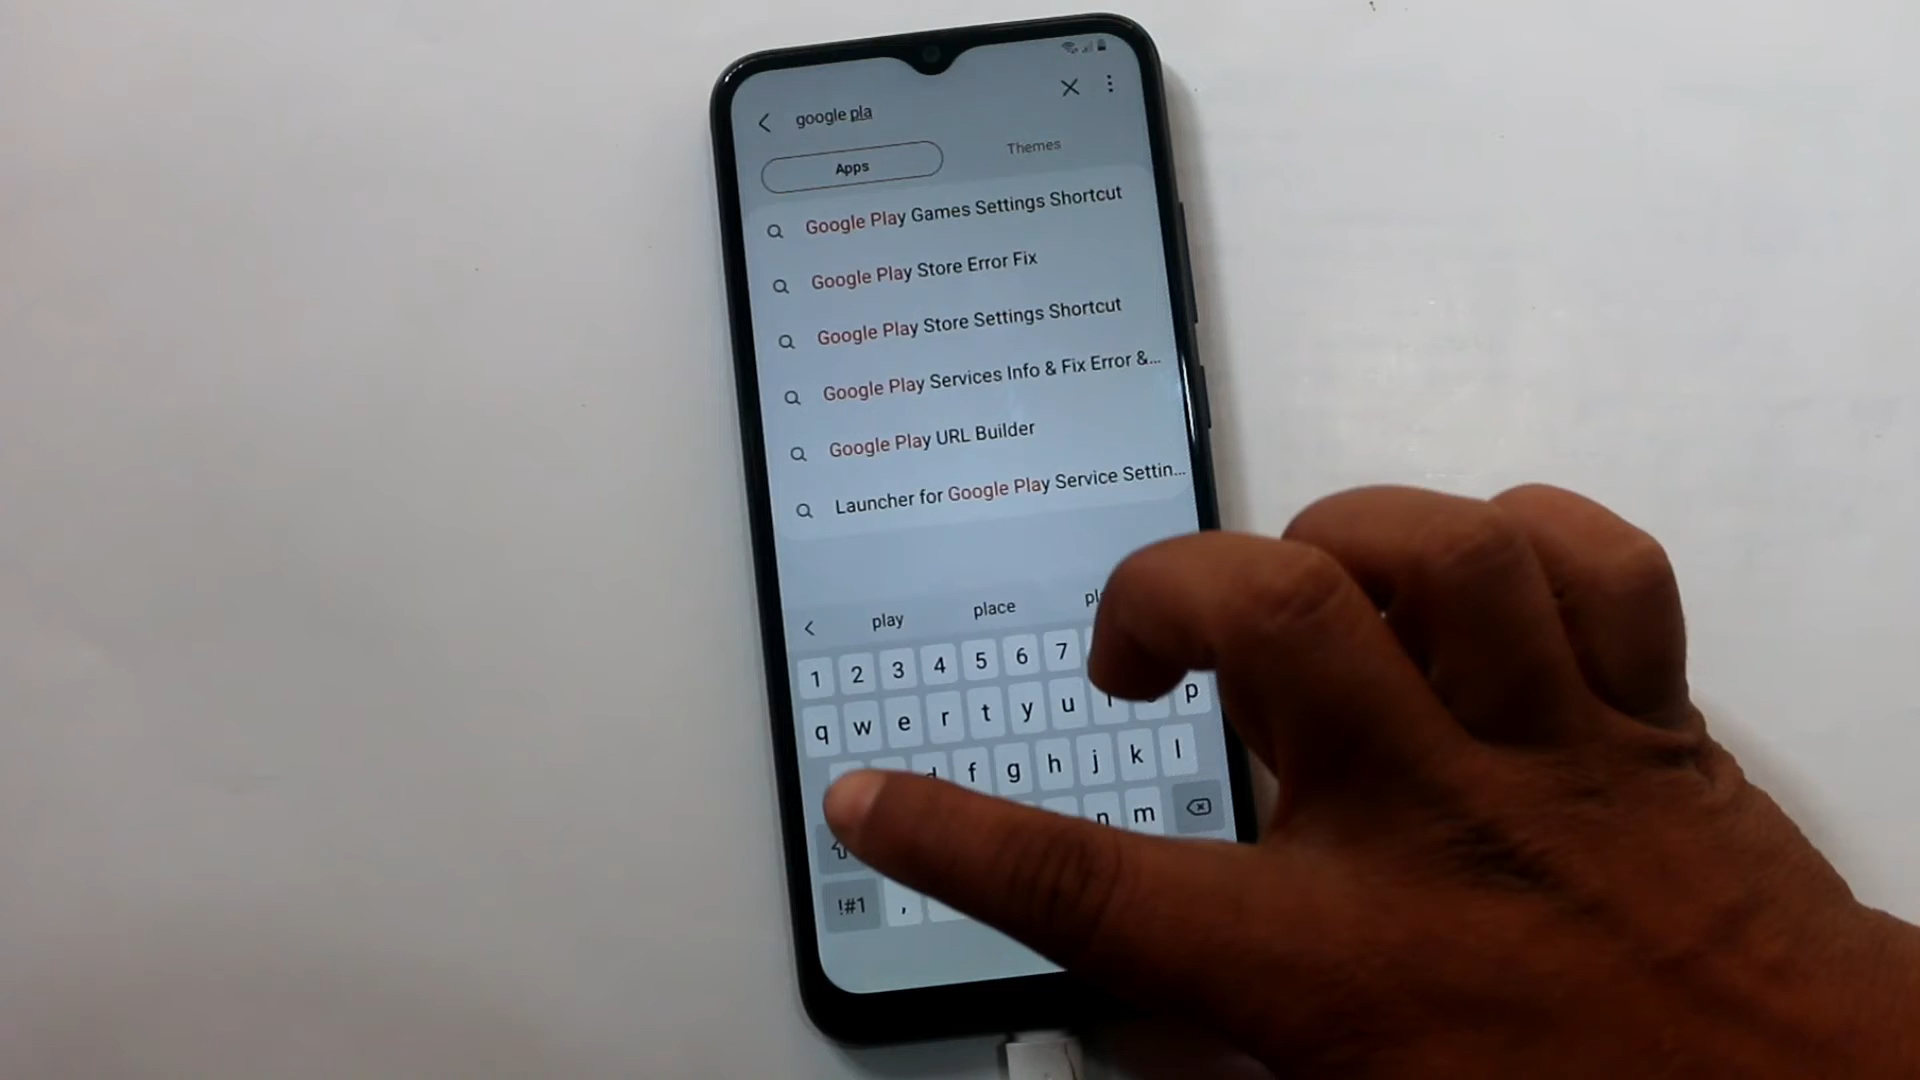 google pla
Apps
Themes
Google Play Games Settings Shortcut
Google Play Store Error Fix
Google Play Store Settings Shortcut
Google Play Services Info & Fix Error &...
Google Play URL Builder
Launcher for Google Play Service Settin...
play place
1 2 3 4 5 6 7
q w e r t y u p
f g h j k l
n m
!#1 ,